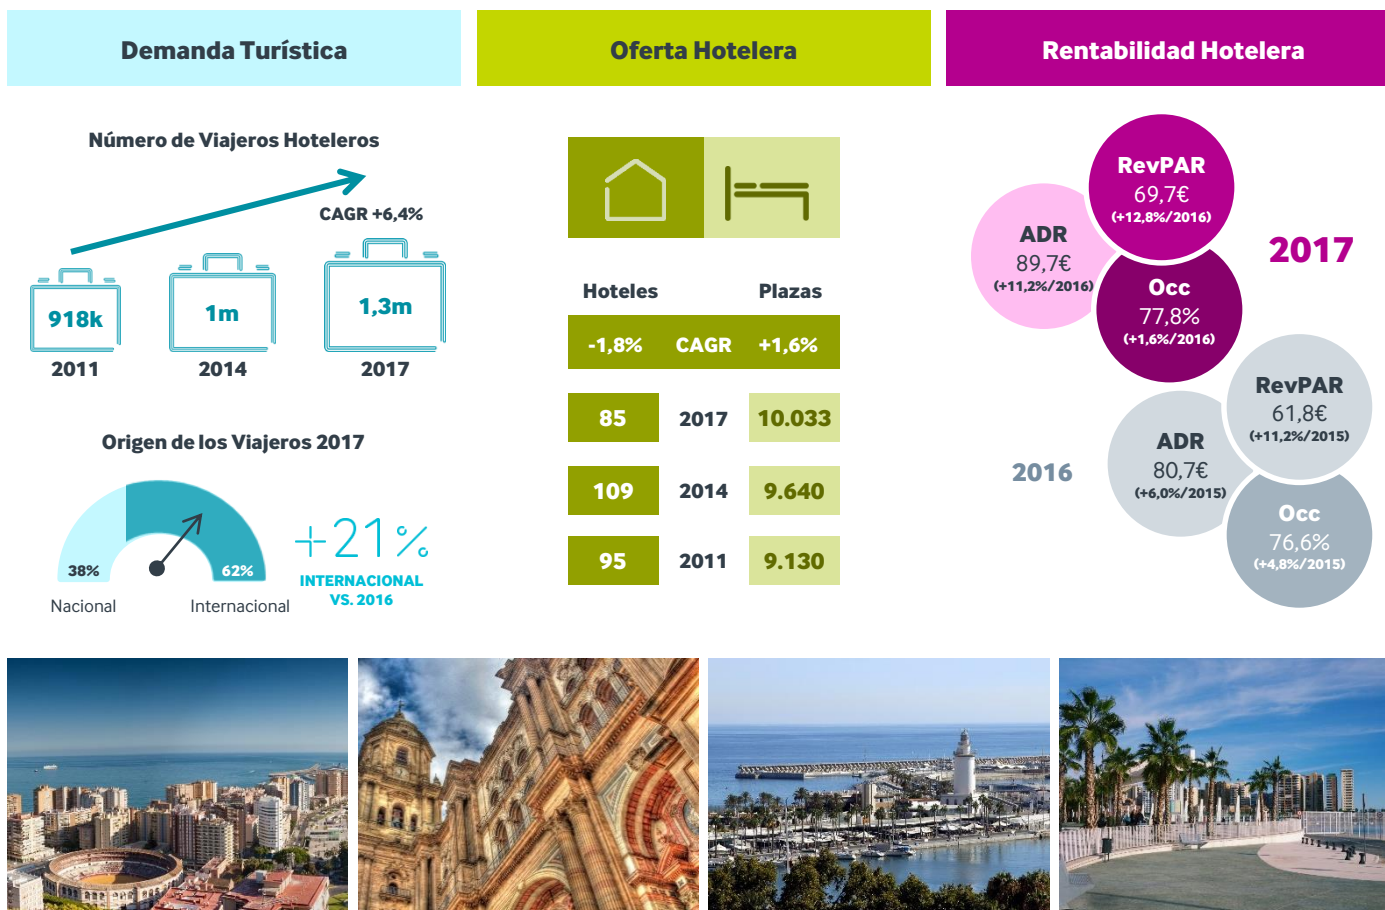 Demanda Turística
Número de Viajeros Hoteleros
CAGR +6,4%
918k
1m
1,3m
2011
2014
2017
Origen de los Viajeros 2017
38%
62%
Nacional
Internacional
+21%
INTERNACIONAL
VS. 2016
Oferta Hotelera
Hoteles
Plazas
-1,8% CAGR +1,6%
85 2017 10.033
109 2014 9.640
95 2011 9.130
Rentabilidad Hotelera
RevPAR
69,7€
(+12,8%/2016)
ADR
89,7€
(+11,2%/2016)
2017
Occ
77,8%
(+1,6%/2016)
RevPAR
61,8€
(+11,2%/2015)
2016
ADR
80,7€
(+6,0%/2015)
Occ
76,6%
(+4,8%/2015)